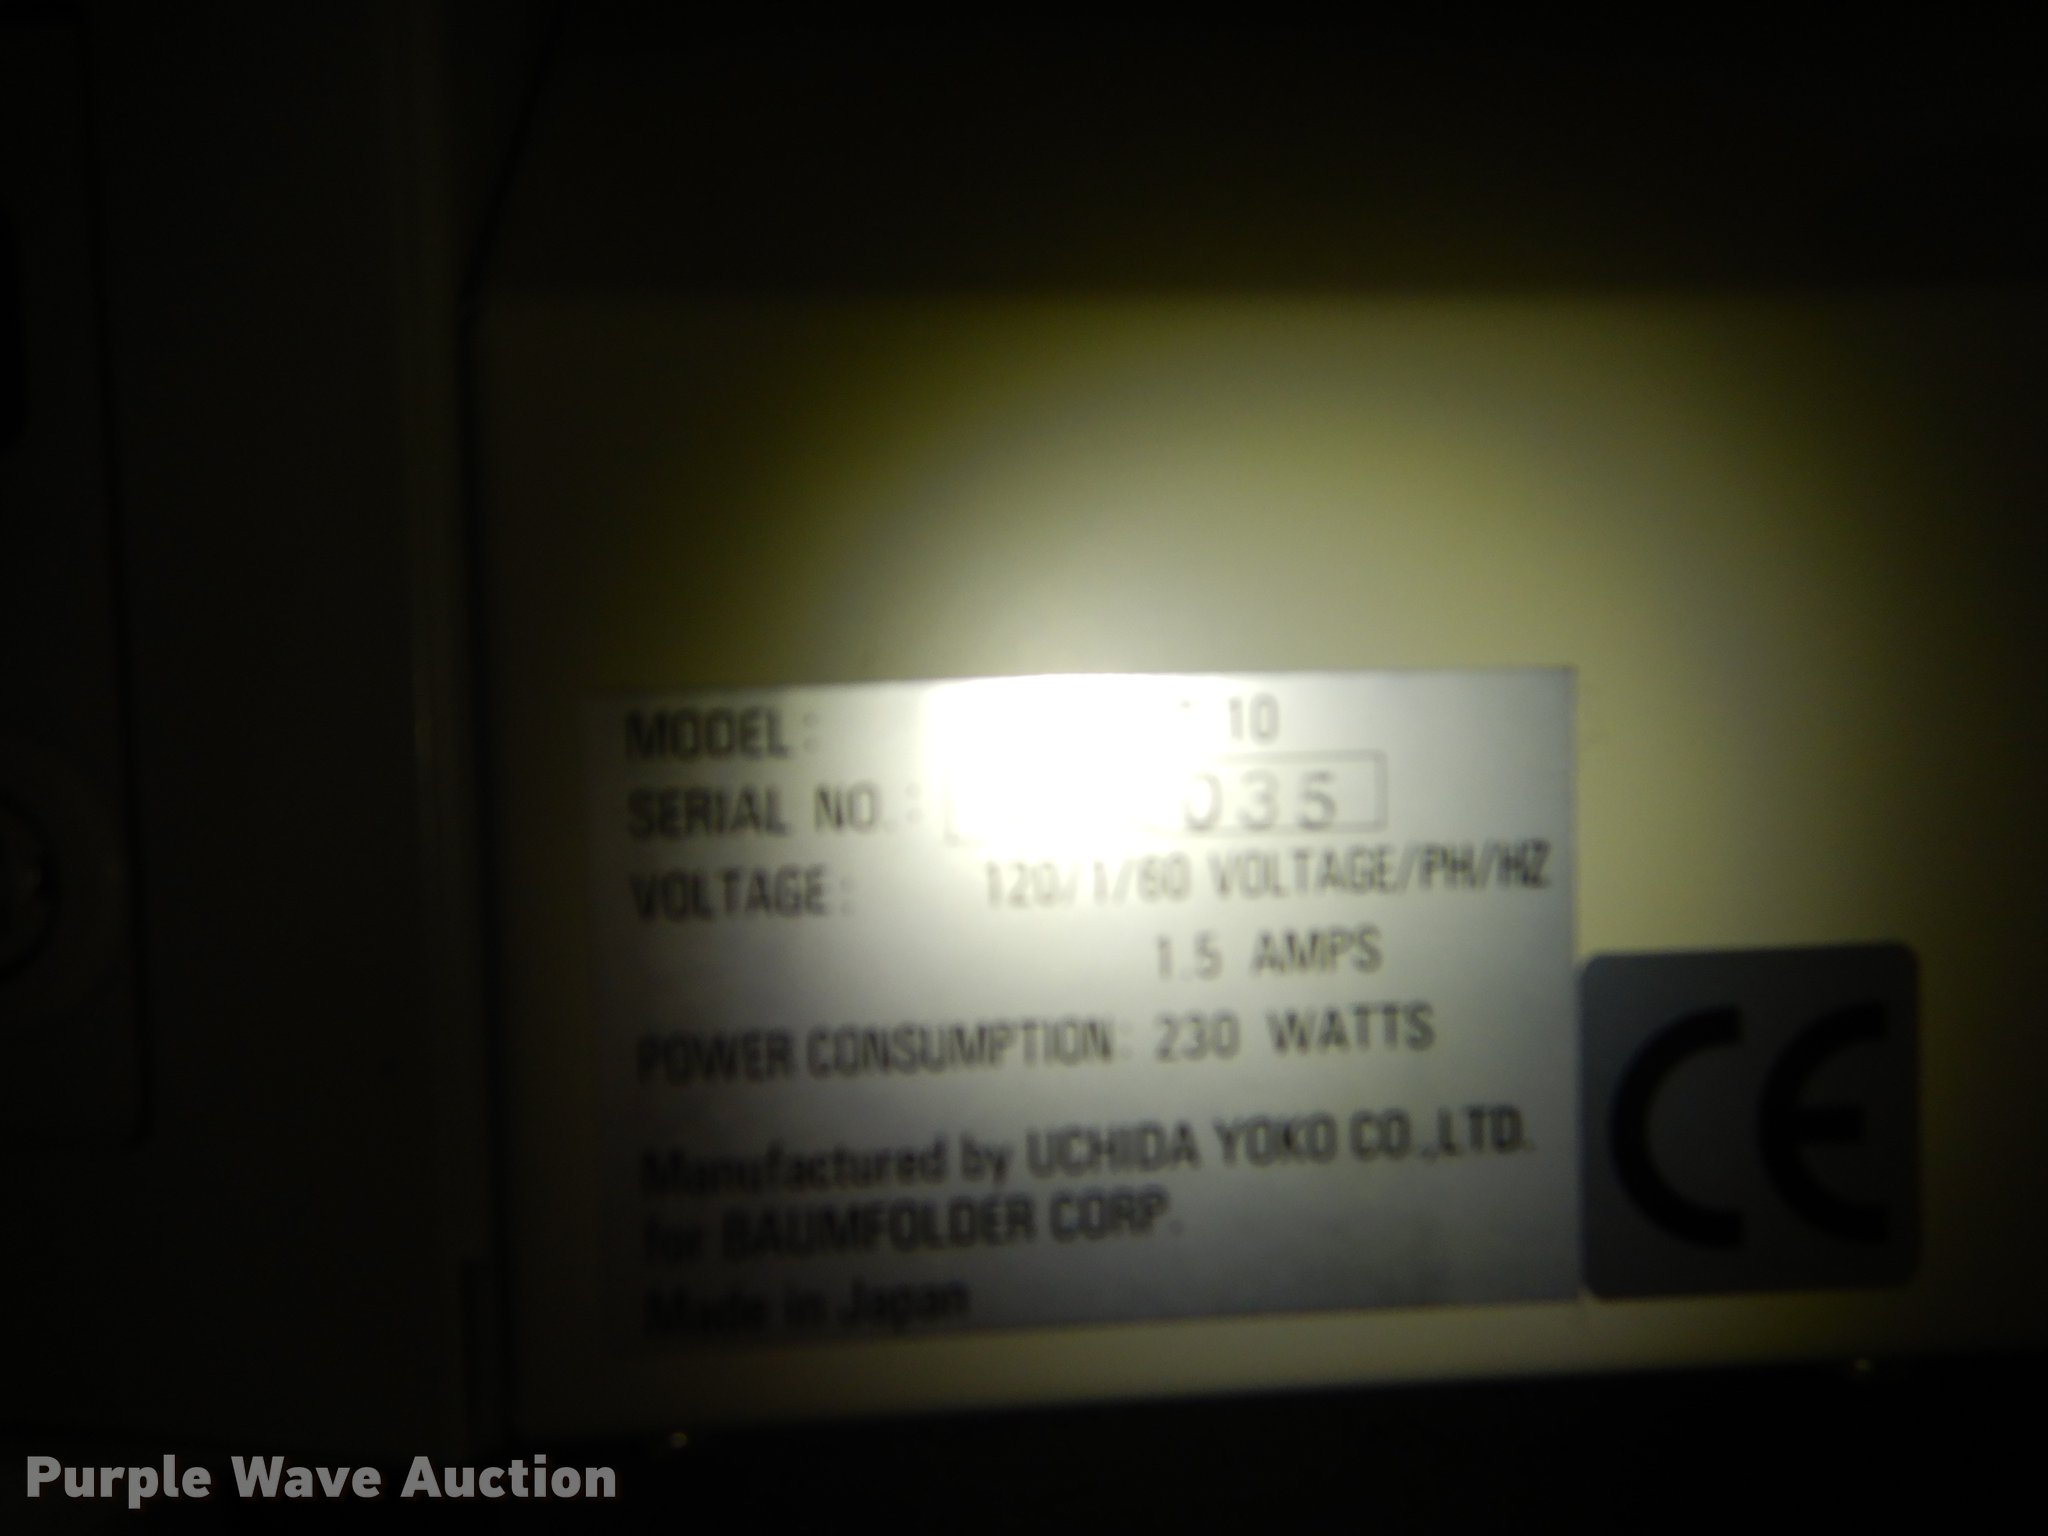 MODEL: 10
SERIAL NO.: 035
VOLTAGE: 120/1/60 VOLTAGE/PH/HZ
1.5 AMPS
POWER CONSUMPTION: 230 WATTS
Manufactured by UCHIDA YOKO CO.,LTD.
for BAUMFOLDER CORP.
Made in Japan
CE
Purple Wave Auction